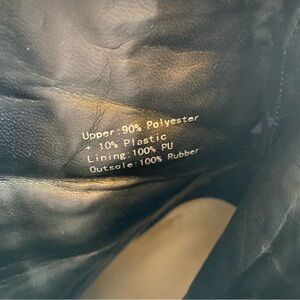 Upper:90% Polyester
+ 10% Plastic
Lining:100% PU
Outsole:100% Rubber